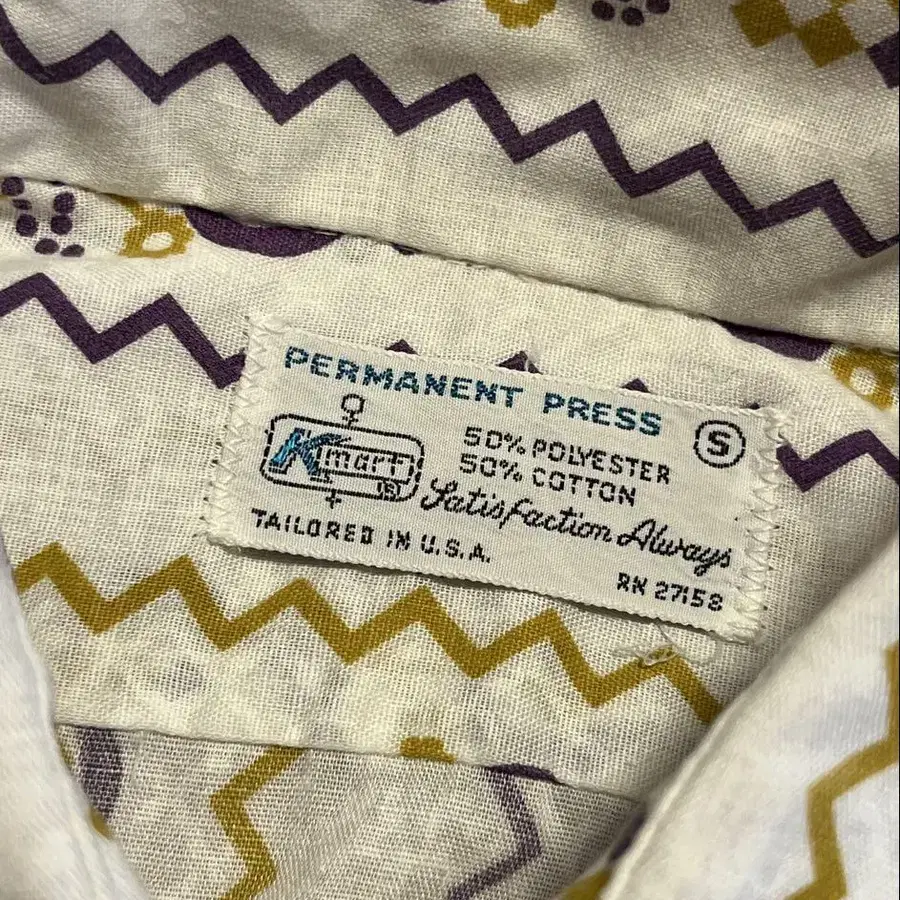 PERMANENT PRESS
S
50% POLYESTER
50% COTTON
Kmart®
Satisfaction Always
TAILORED IN U.S.A.
RN 27158